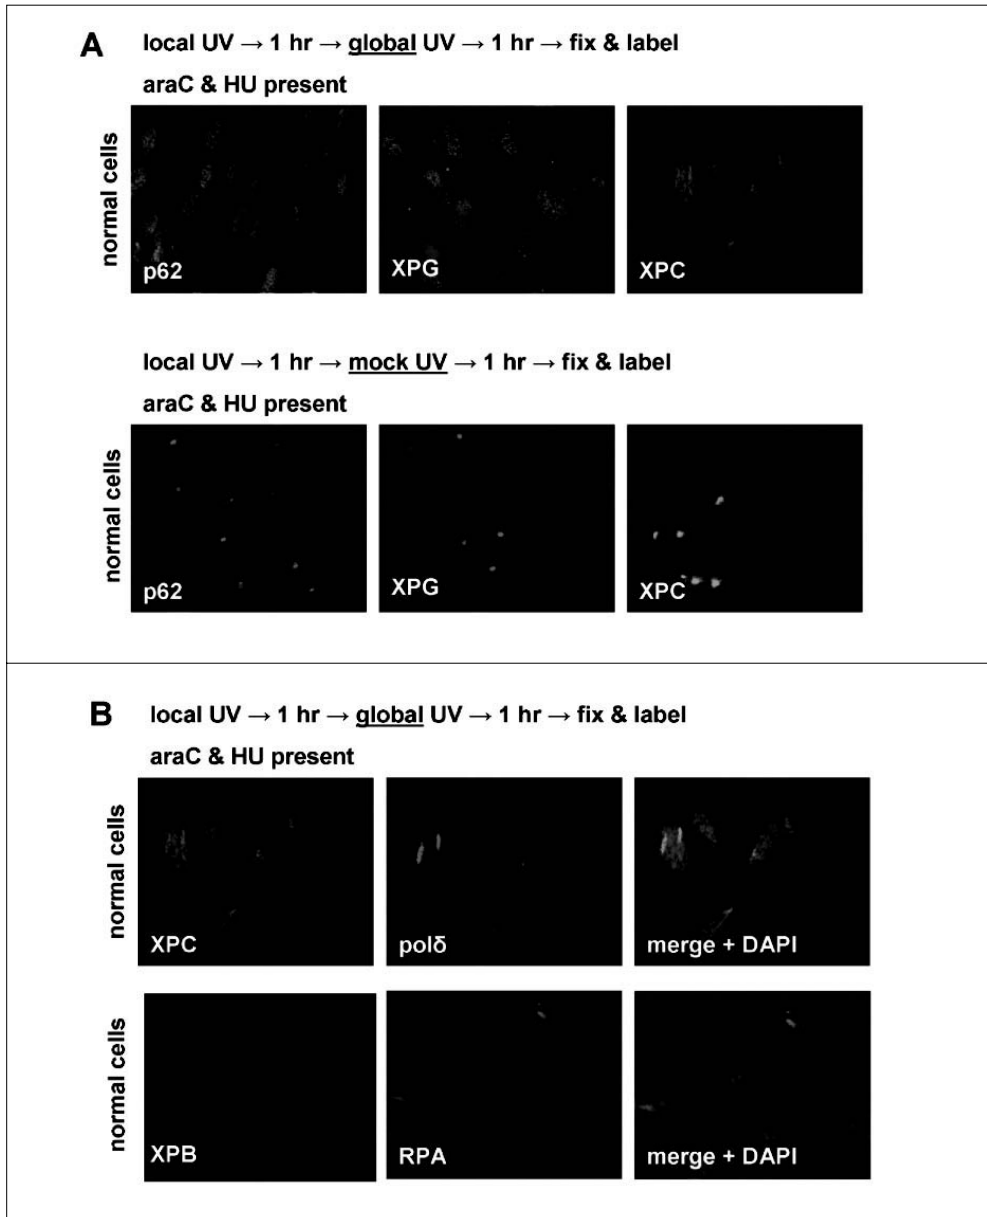 A
local UV → 1 hr → global UV → 1 hr → fix & label
araC & HU present
normal cells
p62
XPG
XPC
local UV → 1 hr → mock UV → 1 hr → fix & label
araC & HU present
normal cells
p62
XPG
XPC
B
local UV → 1 hr → global UV → 1 hr → fix & label
araC & HU present
normal cells
XPC
polδ
merge + DAPI
normal cells
XPB
RPA
merge + DAPI